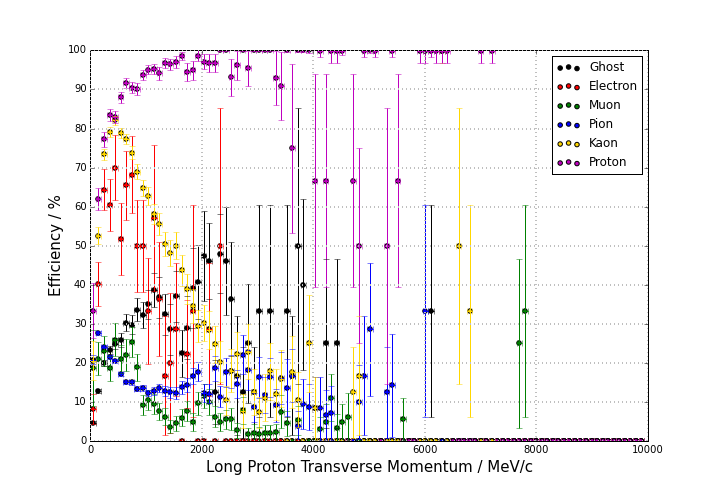 100
90
80
70
60
50
40
30
20
10
0
Efficiency / %
0
2000
4000
6000
8000
10000
Long Proton Transverse Momentum / MeV/c
Ghost
Electron
Muon
Pion
Kaon
Proton